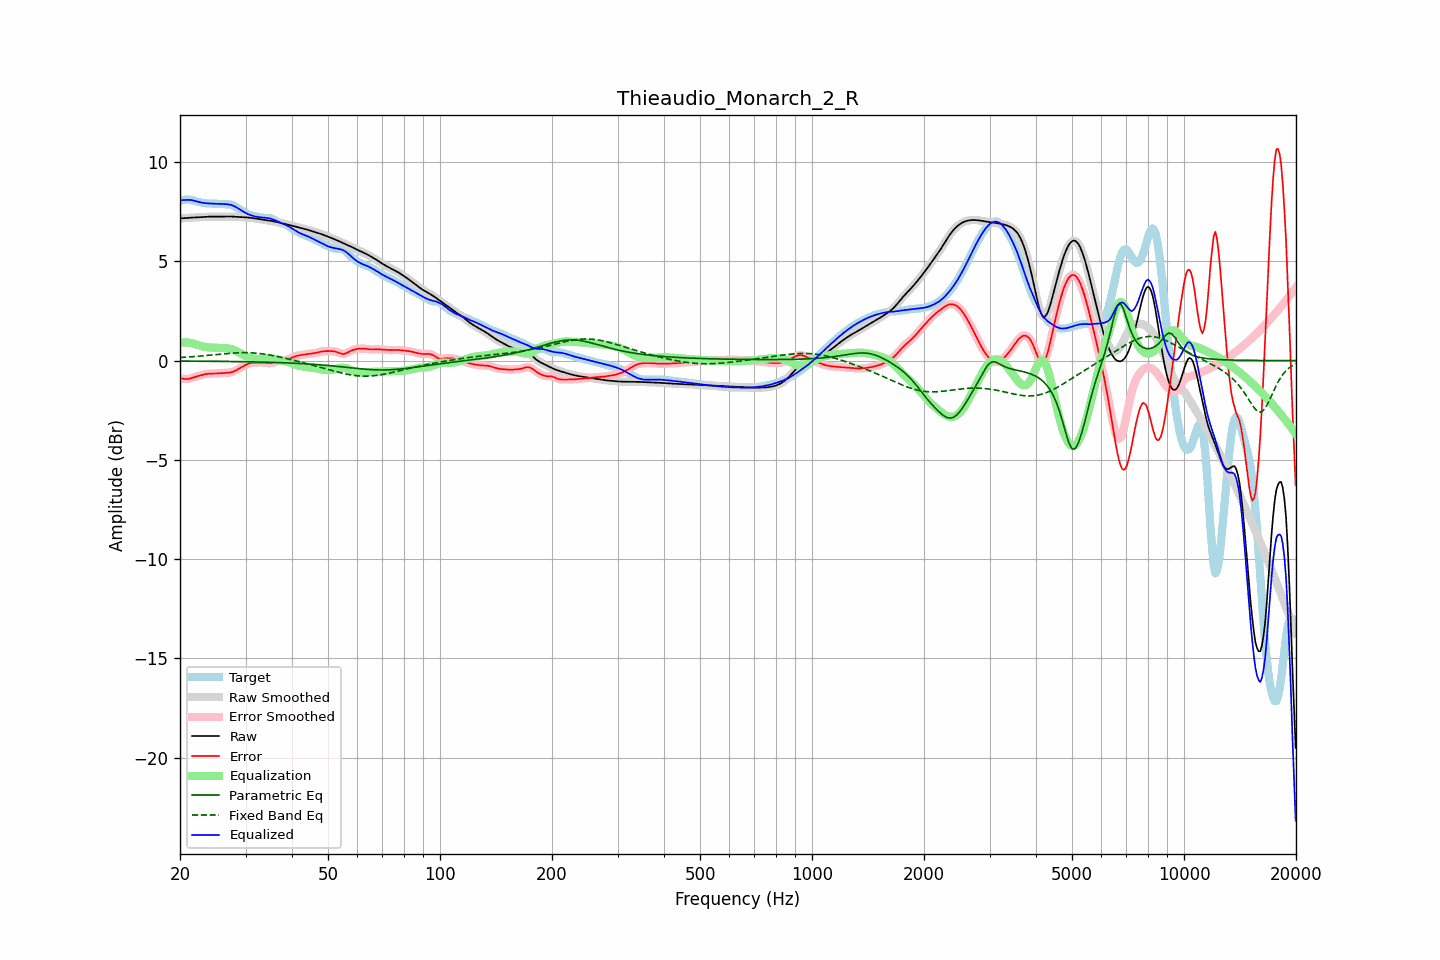 Thieaudio_Monarch_2_R
10
5
0
−5
−10
−15
−20
Amplitude (dBr)
Target
Raw Smoothed
Error Smoothed
Raw
Error
Equalization
Parametric Eq
Fixed Band Eq
Equalized
20 50 100 200 500 1000 2000 5000 10000 20000
Frequency (Hz)